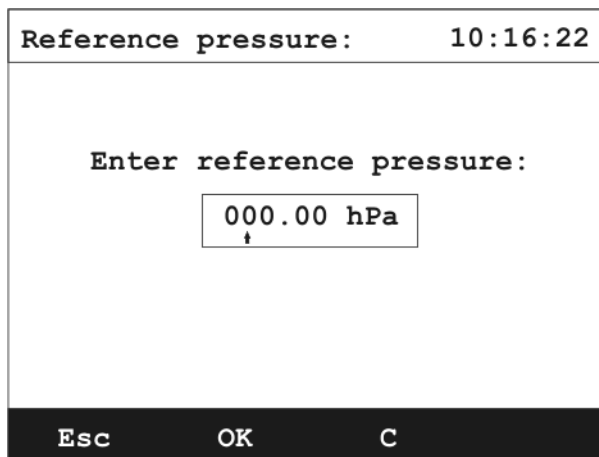 Reference pressure: 10:16:22
Enter reference pressure:
000.00 hPa
Esc OK C